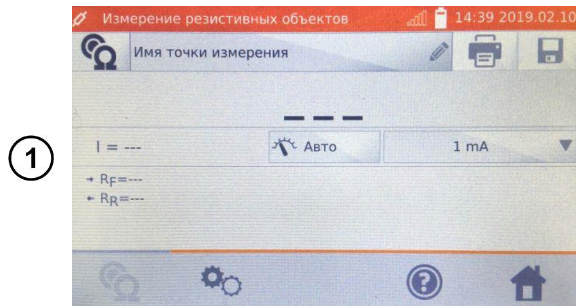 Измерение резистивных объектов 14:39 2019.02.10
Имя точки измерения
---
I = --- Авто 1 mA
→ RF=---
← RR=---
1
?